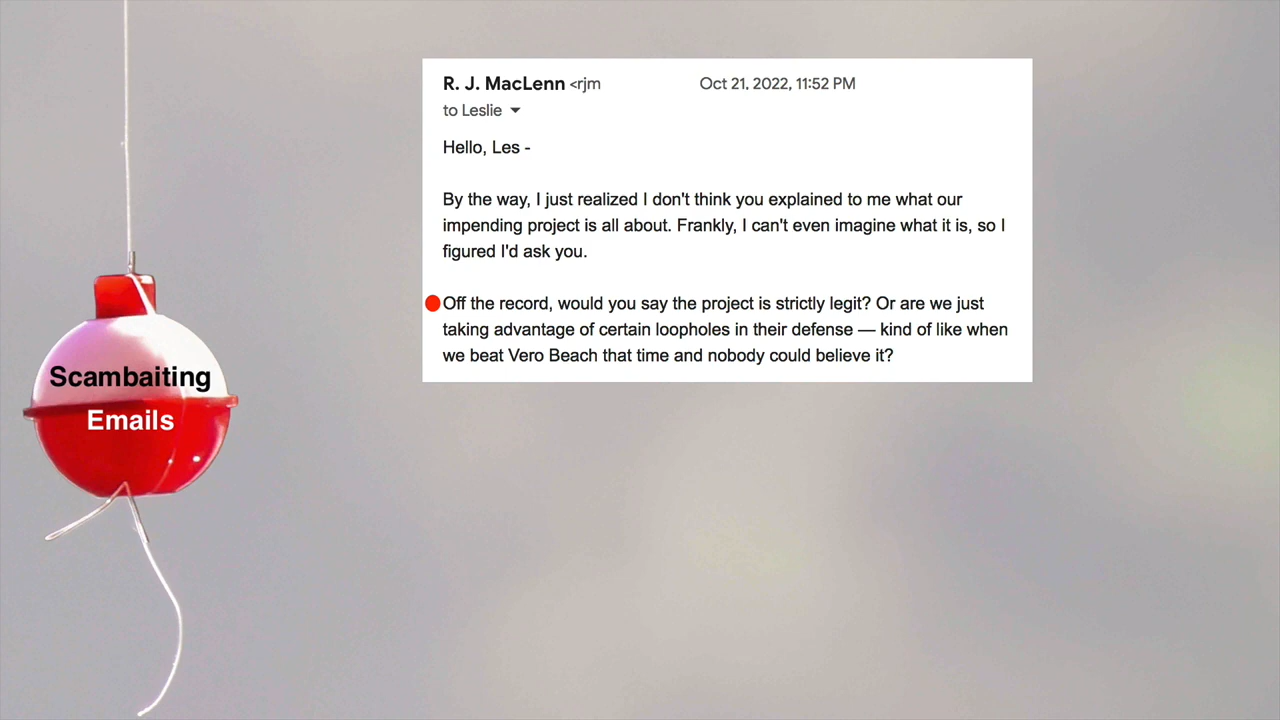 R. J. MacLenn <rjm
Oct 21, 2022, 11:52 PM
to Leslie
Hello, Les -
By the way, I just realized I don't think you explained to me what our
impending project is all about. Frankly, I can't even imagine what it is, so I
figured I'd ask you.
Off the record, would you say the project is strictly legit? Or are we just
taking advantage of certain loopholes in their defense — kind of like when
we beat Vero Beach that time and nobody could believe it?
Scambaiting
Emails